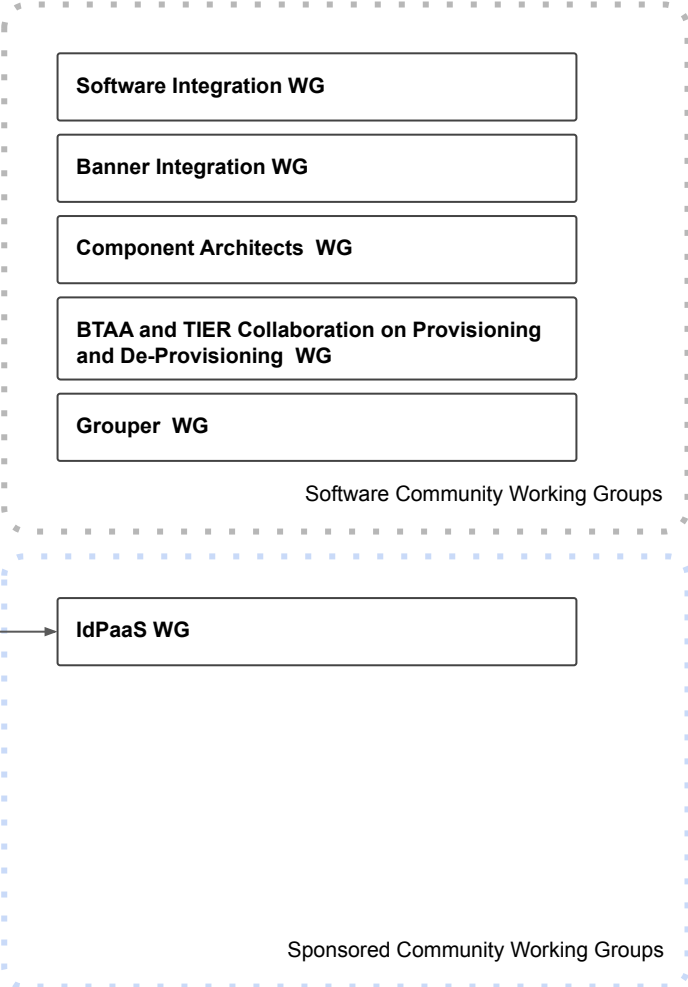 Software Integration WG
Banner Integration WG
Component Architects  WG
BTAA and TIER Collaboration on Provisioning
and De-Provisioning  WG
Grouper  WG
Software Community Working Groups
IdPaaS WG
Sponsored Community Working Groups